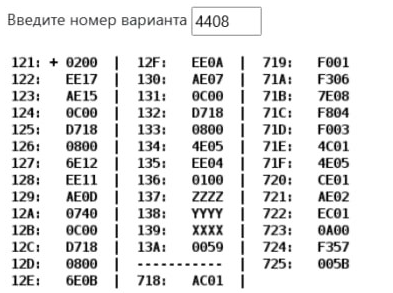 Введите номер варианта 4408
121: + 0200 | 12F: EE0A | 719: F001
122: EE17 | 130: AE07 | 71A: F306
123: AE15 | 131: 0C00 | 71B: 7E08
124: 0C00 | 132: D718 | 71C: F804
125: D718 | 133: 0800 | 71D: F003
126: 0800 | 134: 4E05 | 71E: 4C01
127: 6E12 | 135: EE04 | 71F: 4E05
128: EE11 | 136: 0100 | 720: CE01
129: AE0D | 137: ZZZZ | 721: AE02
12A: 0740 | 138: YYYY | 722: EC01
12B: 0C00 | 139: XXXX | 723: 0A00
12C: D718 | 13A: 0059 | 724: F357
12D: 0800 | ----------- | 725: 005B
12E: 6E0B | 718: AC01 |